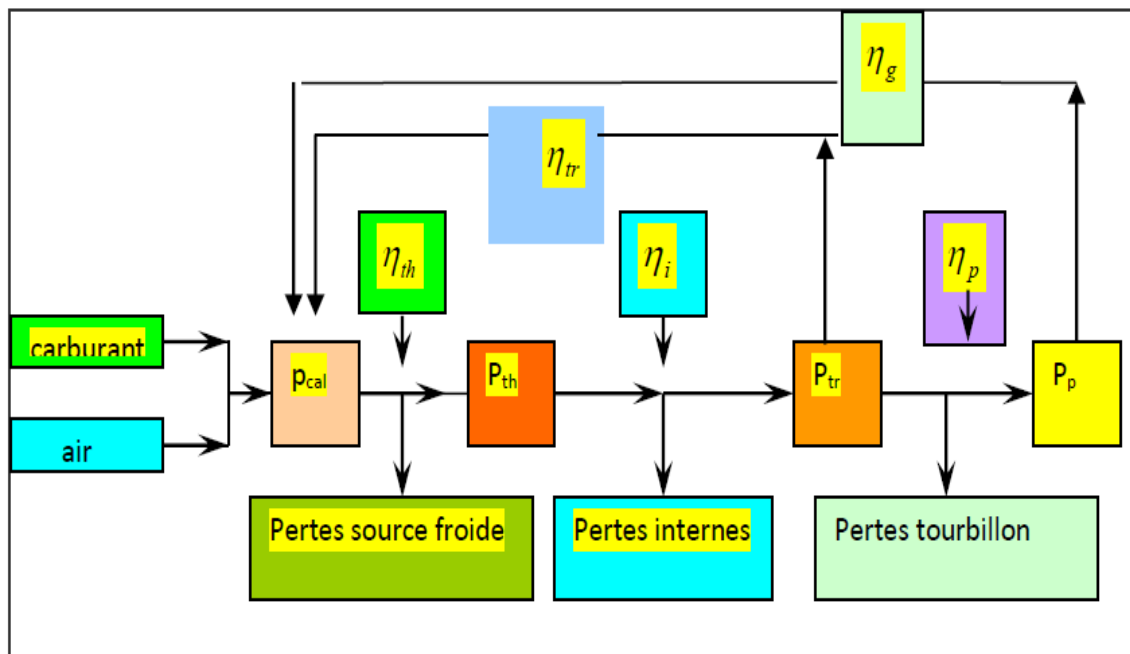 η_g
η_tr
η_th
η_i
η_p
carburant
air
p_cal
P_th
P_tr
P_p
Pertes source froide
Pertes internes
Pertes tourbillon